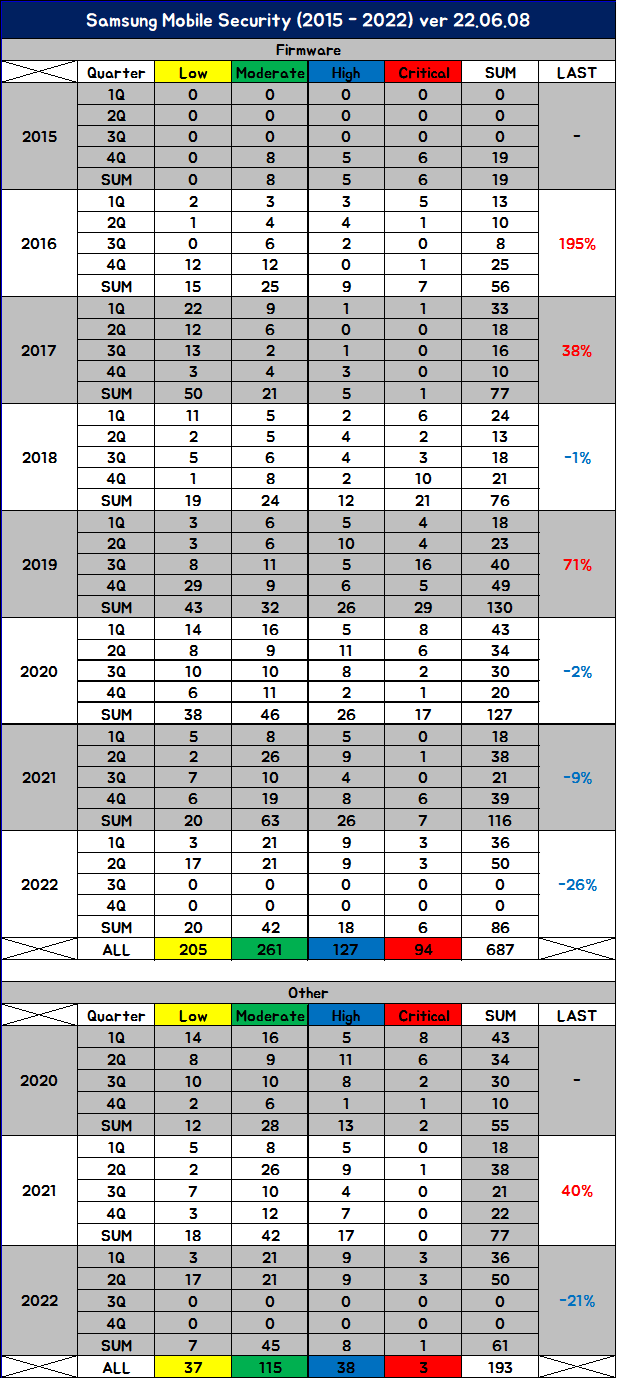 Samsung Mobile Security (2015 - 2022) ver 22.06.08
Firmware
Quarter Low Moderate High Critical SUM LAST
1Q 0 0 0 0 0
2Q 0 0 0 0 0
2015 3Q 0 0 0 0 0 -
4Q 0 8 5 6 19
SUM 0 8 5 6 19
1Q 2 3 3 5 13
2Q 1 4 4 1 10
2016 3Q 0 6 2 0 8 195%
4Q 12 12 0 1 25
SUM 15 25 9 7 56
1Q 22 9 1 1 33
2Q 12 6 0 0 18
2017 3Q 13 2 1 0 16 38%
4Q 3 4 3 0 10
SUM 50 21 5 1 77
1Q 11 5 2 6 24
2Q 2 5 4 2 13
2018 3Q 5 6 4 3 18 -1%
4Q 1 8 2 10 21
SUM 19 24 12 21 76
1Q 3 6 5 4 18
2Q 3 6 10 4 23
2019 3Q 8 11 5 16 40 71%
4Q 29 9 6 5 49
SUM 43 32 26 29 130
1Q 14 16 5 8 43
2Q 8 9 11 6 34
2020 3Q 10 10 8 2 30 -2%
4Q 6 11 2 1 20
SUM 38 46 26 17 127
1Q 5 8 5 0 18
2Q 2 26 9 1 38
2021 3Q 7 10 4 0 21 -9%
4Q 6 19 8 6 39
SUM 20 63 26 7 116
1Q 3 21 9 3 36
2Q 17 21 9 3 50
2022 3Q 0 0 0 0 0 -26%
4Q 0 0 0 0 0
SUM 20 42 18 6 86
ALL 205 261 127 94 687
Other
Quarter Low Moderate High Critical SUM LAST
1Q 14 16 5 8 43
2Q 8 9 11 6 34
2020 3Q 10 10 8 2 30 -
4Q 2 6 1 1 10
SUM 12 28 13 2 55
1Q 5 8 5 0 18
2Q 2 26 9 1 38
2021 3Q 7 10 4 0 21 40%
4Q 3 12 7 0 22
SUM 18 42 17 0 77
1Q 3 21 9 3 36
2Q 17 21 9 3 50
2022 3Q 0 0 0 0 0 -21%
4Q 0 0 0 0 0
SUM 7 45 8 1 61
ALL 37 115 38 3 193